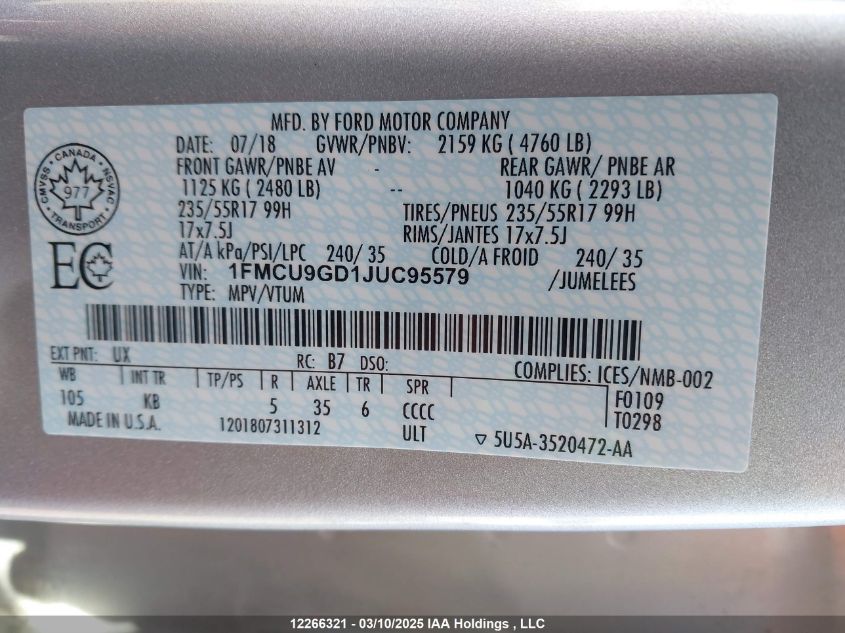 MFD. BY FORD MOTOR COMPANY
DATE: 07/18 GVWR/PNBV: 2159 KG ( 4760 LB)
FRONT GAWR/PNBE AV - REAR GAWR/ PNBE AR
1125 KG ( 2480 LB) -- 1040 KG ( 2293 LB)
235/55R17 99H TIRES/PNEUS 235/55R17 99H
17x7.5J RIMS/JANTES 17x7.5J
AT/A kPa/PSI/LPC 240/ 35 COLD/A FROID 240/ 35
VIN: 1FMCU9GD1JUC95579 /JUMELEES
TYPE: MPV/VTUM
CANADA
CMVSS 977 NSVAC
TRANSPORT
EC
EXT PNT: UX RC: B7 DSO: COMPLIES: ICES/NMB-002
WB INT TR TP/PS R AXLE TR SPR F0109
105 KB 5 35 6 CCCC T0298
MADE IN U.S.A. 1201807311312 ULT 5U5A-3520472-AA
12266321 - 03/10/2025 IAA Holdings , LLC